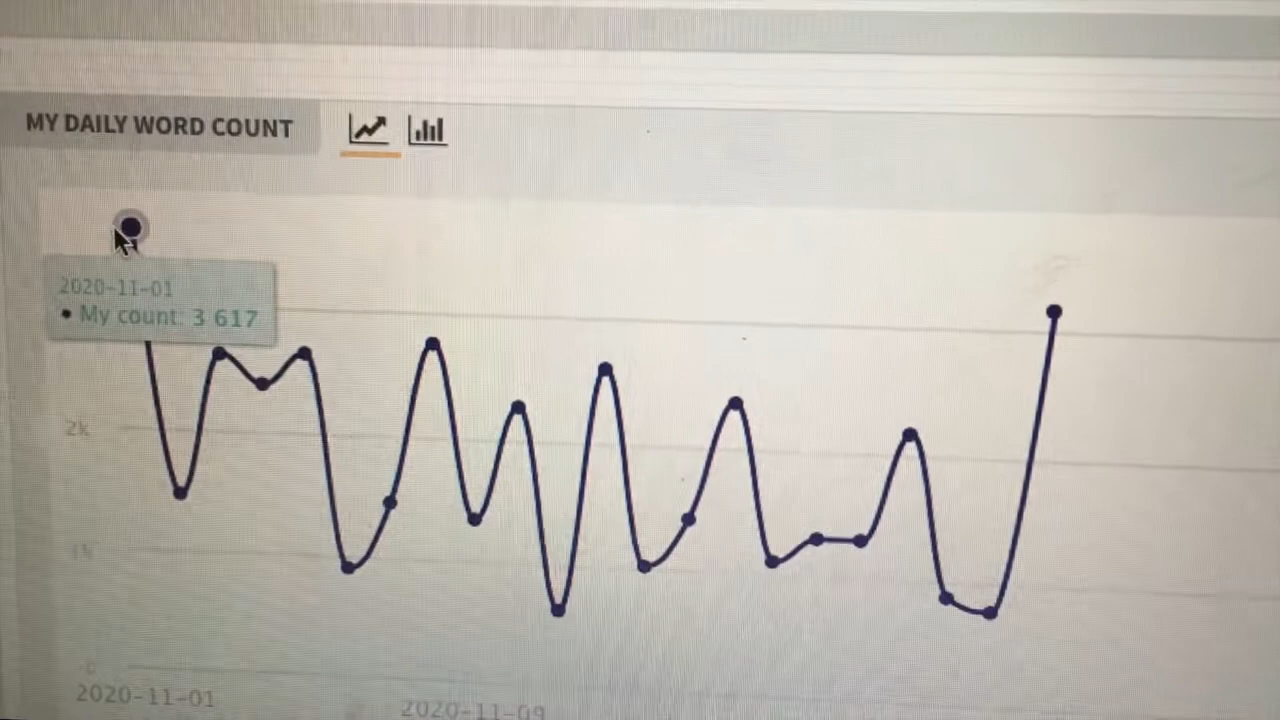 MY DAILY WORD COUNT
2020-11-01
• My count: 3 617
2k
1k
0
2020-11-01
2020-11-09